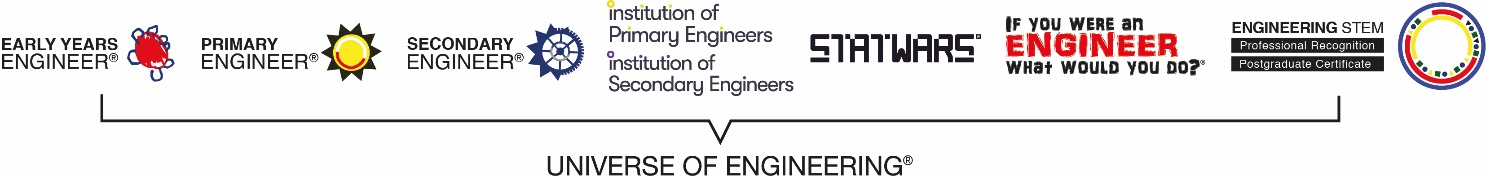 EARLY YEARS
ENGINEER®
PRIMARY
ENGINEER®
SECONDARY
ENGINEER®
institution of
Primary Engineers
institution of
Secondary Engineers
STATWARS®
IF YOU WERE an
ENGINEER
WHat WOULD YOU DO?®
ENGINEERING STEM
Professional Recognition
Postgraduate Certificate
UNIVERSE OF ENGINEERING®